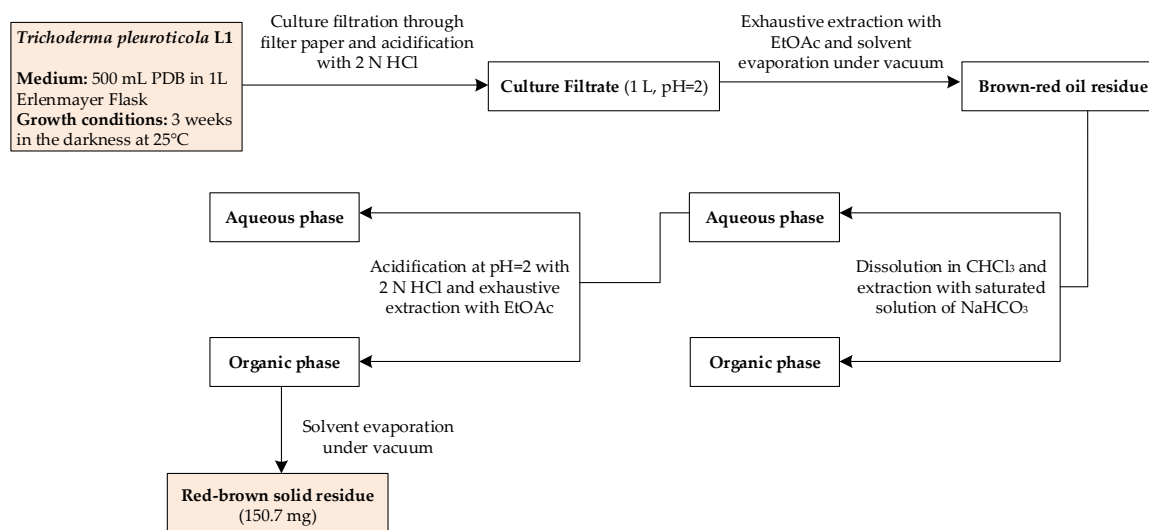 Trichoderma pleuroticola L1
Medium: 500 mL PDB in 1L
Erlenmayer Flask
Growth conditions: 3 weeks
in the darkness at 25°C
Culture filtration through
filter paper and acidification
with 2 N HCl
Culture Filtrate (1 L, pH=2)
Exhaustive extraction with
EtOAc and solvent
evaporation under vacuum
Brown-red oil residue
Dissolution in CHCl₃ and
extraction with saturated
solution of NaHCO₃
Aqueous phase
Organic phase
Acidification at pH=2 with
2 N HCl and exhaustive
extraction with EtOAc
Aqueous phase
Organic phase
Solvent evaporation
under vacuum
Red-brown solid residue
(150.7 mg)